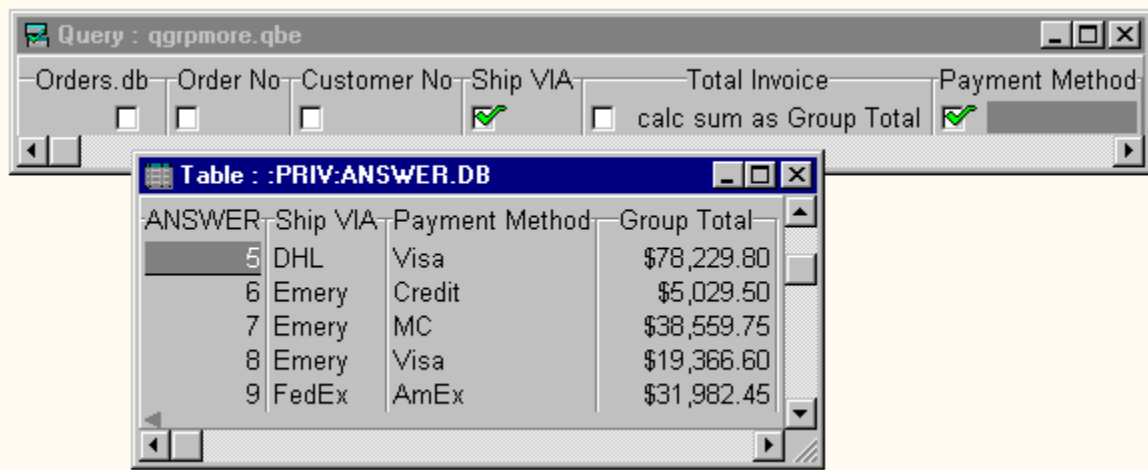 Query : qgrpmore.qbe
Orders.db Order No Customer No Ship VIA Total Invoice Payment Method
calc sum as Group Total
Table : :PRIV:ANSWER.DB
ANSWER Ship VIA Payment Method Group Total
5 DHL Visa $78,229.80
6 Emery Credit $5,029.50
7 Emery MC $38,559.75
8 Emery Visa $19,366.60
9 FedEx AmEx $31,982.45